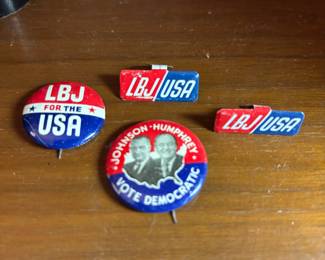 LBJ
FOR THE
USA
LBJ/USA
LBJ/USA
JOHNSON-HUMPHREY
VOTE DEMOCRATIC